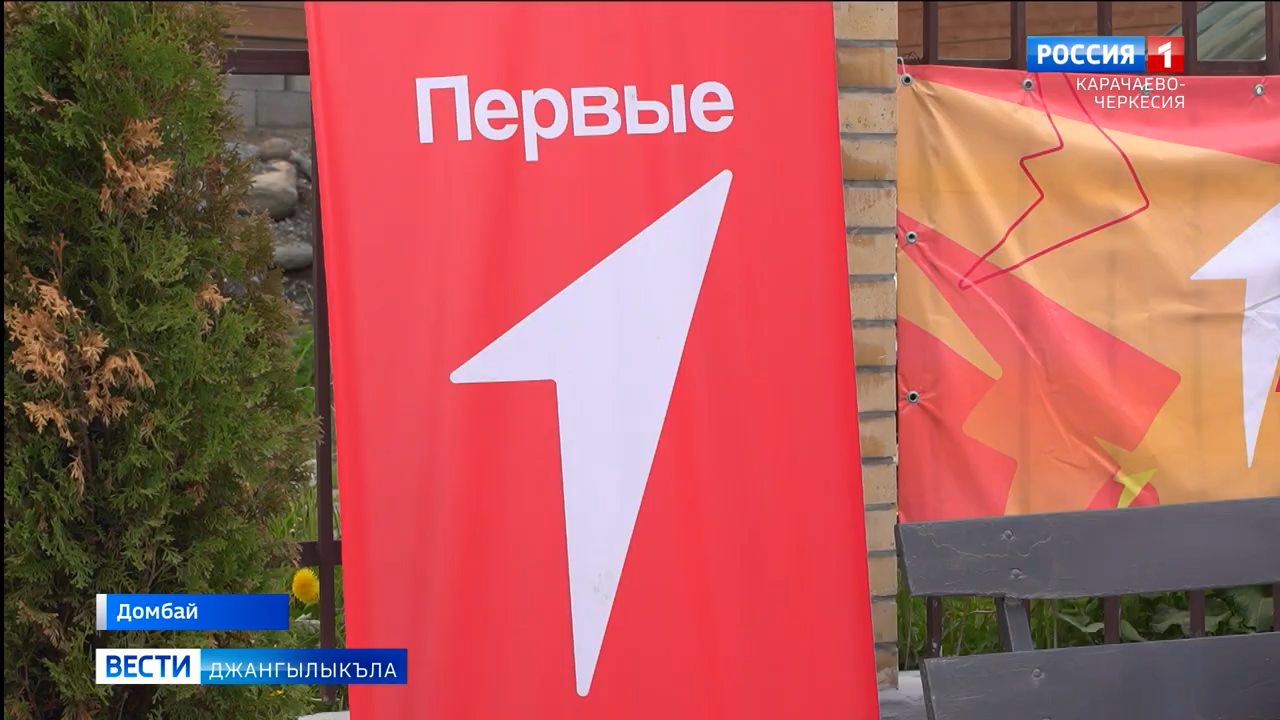 Первые
РОССИЯ 1
КАРАЧАЕВО-
ЧЕРКЕСИЯ
Домбай
ВЕСТИ ДЖАНГЫЛЫКЪЛА